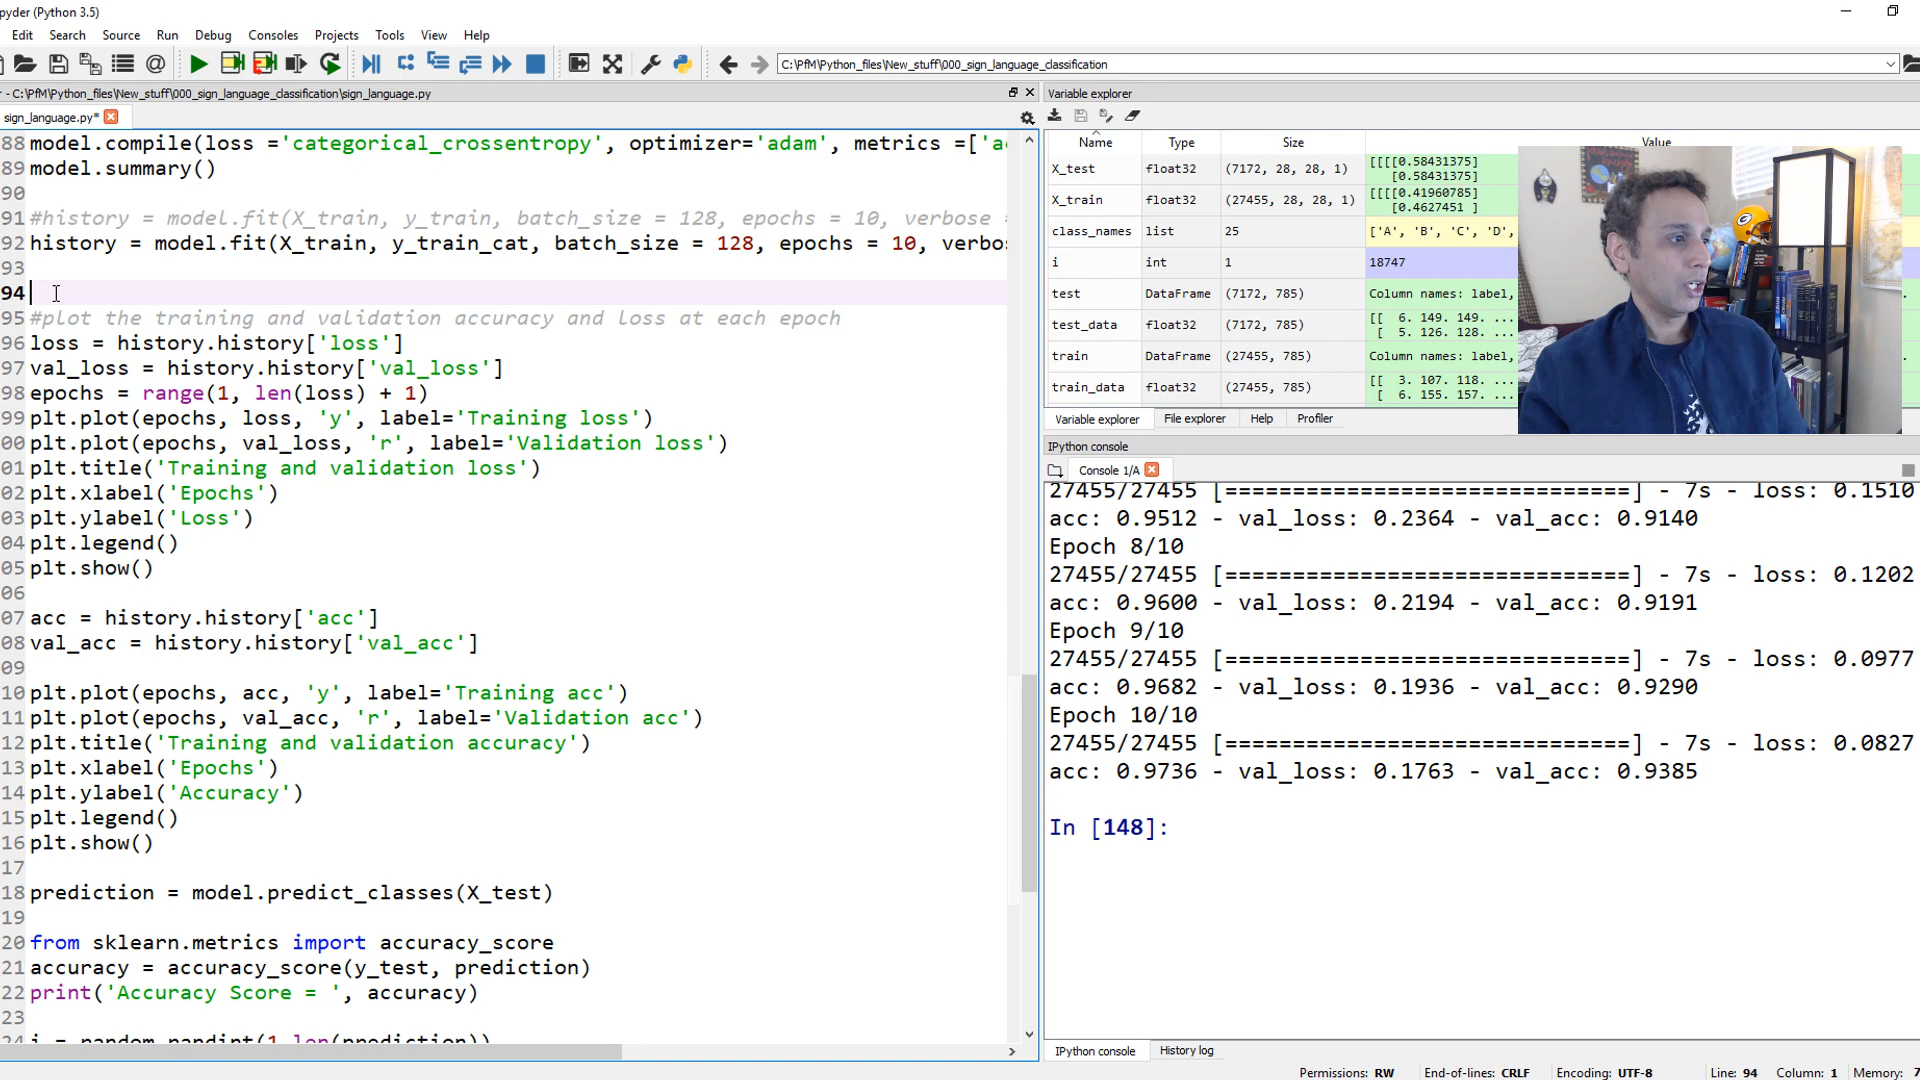 pyder (Python 3.5)
Edit Search Source Run Debug Consoles Projects Tools View Help
C:\PfM\Python_files\New_stuff\000_sign_language_classification
r - C:\PfM\Python_files\New_stuff\000_sign_language_classification\sign_language.py
sign_language.py*
88 model.compile(loss ='categorical_crossentropy', optimizer='adam', metrics =['a
89 model.summary()
90
91 #history = model.fit(X_train, y_train, batch_size = 128, epochs = 10, verbose =
92 history = model.fit(X_train, y_train_cat, batch_size = 128, epochs = 10, verbos
93
94
95 #plot the training and validation accuracy and loss at each epoch
96 loss = history.history['loss']
97 val_loss = history.history['val_loss']
98 epochs = range(1, len(loss) + 1)
99 plt.plot(epochs, loss, 'y', label='Training loss')
00 plt.plot(epochs, val_loss, 'r', label='Validation loss')
01 plt.title('Training and validation loss')
02 plt.xlabel('Epochs')
03 plt.ylabel('Loss')
04 plt.legend()
05 plt.show()
06
07 acc = history.history['acc']
08 val_acc = history.history['val_acc']
09
10 plt.plot(epochs, acc, 'y', label='Training acc')
11 plt.plot(epochs, val_acc, 'r', label='Validation acc')
12 plt.title('Training and validation accuracy')
13 plt.xlabel('Epochs')
14 plt.ylabel('Accuracy')
15 plt.legend()
16 plt.show()
17
18 prediction = model.predict_classes(X_test)
19
20 from sklearn.metrics import accuracy_score
21 accuracy = accuracy_score(y_test, prediction)
22 print('Accuracy Score = ', accuracy)
23
24 i = random.randint(1,len(prediction))
Variable explorer
Name Type Size Value
X_test float32 (7172, 28, 28, 1) [[[[0.58431375]
[0.58431375]
X_train float32 (27455, 28, 28, 1) [[[[0.41960785]
[0.4627451 ]
class_names list 25 ['A', 'B', 'C', 'D',
i int 1 18747
test DataFrame (7172, 785) Column names: label,
test_data float32 (7172, 785) [[ 6. 149. 149. ...
[ 5. 126. 128. ...
train DataFrame (27455, 785) Column names: label,
train_data float32 (27455, 785) [[ 3. 107. 118. ...
[ 6. 155. 157. ...
Variable explorer File explorer Help Profiler
IPython console
Console 1/A
27455/27455 [==============================] - 7s - loss: 0.1510
acc: 0.9512 - val_loss: 0.2364 - val_acc: 0.9140
Epoch 8/10
27455/27455 [==============================] - 7s - loss: 0.1202
acc: 0.9600 - val_loss: 0.2194 - val_acc: 0.9191
Epoch 9/10
27455/27455 [==============================] - 7s - loss: 0.0977
acc: 0.9682 - val_loss: 0.1936 - val_acc: 0.9290
Epoch 10/10
27455/27455 [==============================] - 7s - loss: 0.0827
acc: 0.9736 - val_loss: 0.1763 - val_acc: 0.9385
In [148]:
IPython console History log
Permissions: RW End-of-lines: CRLF Encoding: UTF-8 Line: 94 Column: 1 Memory: 7